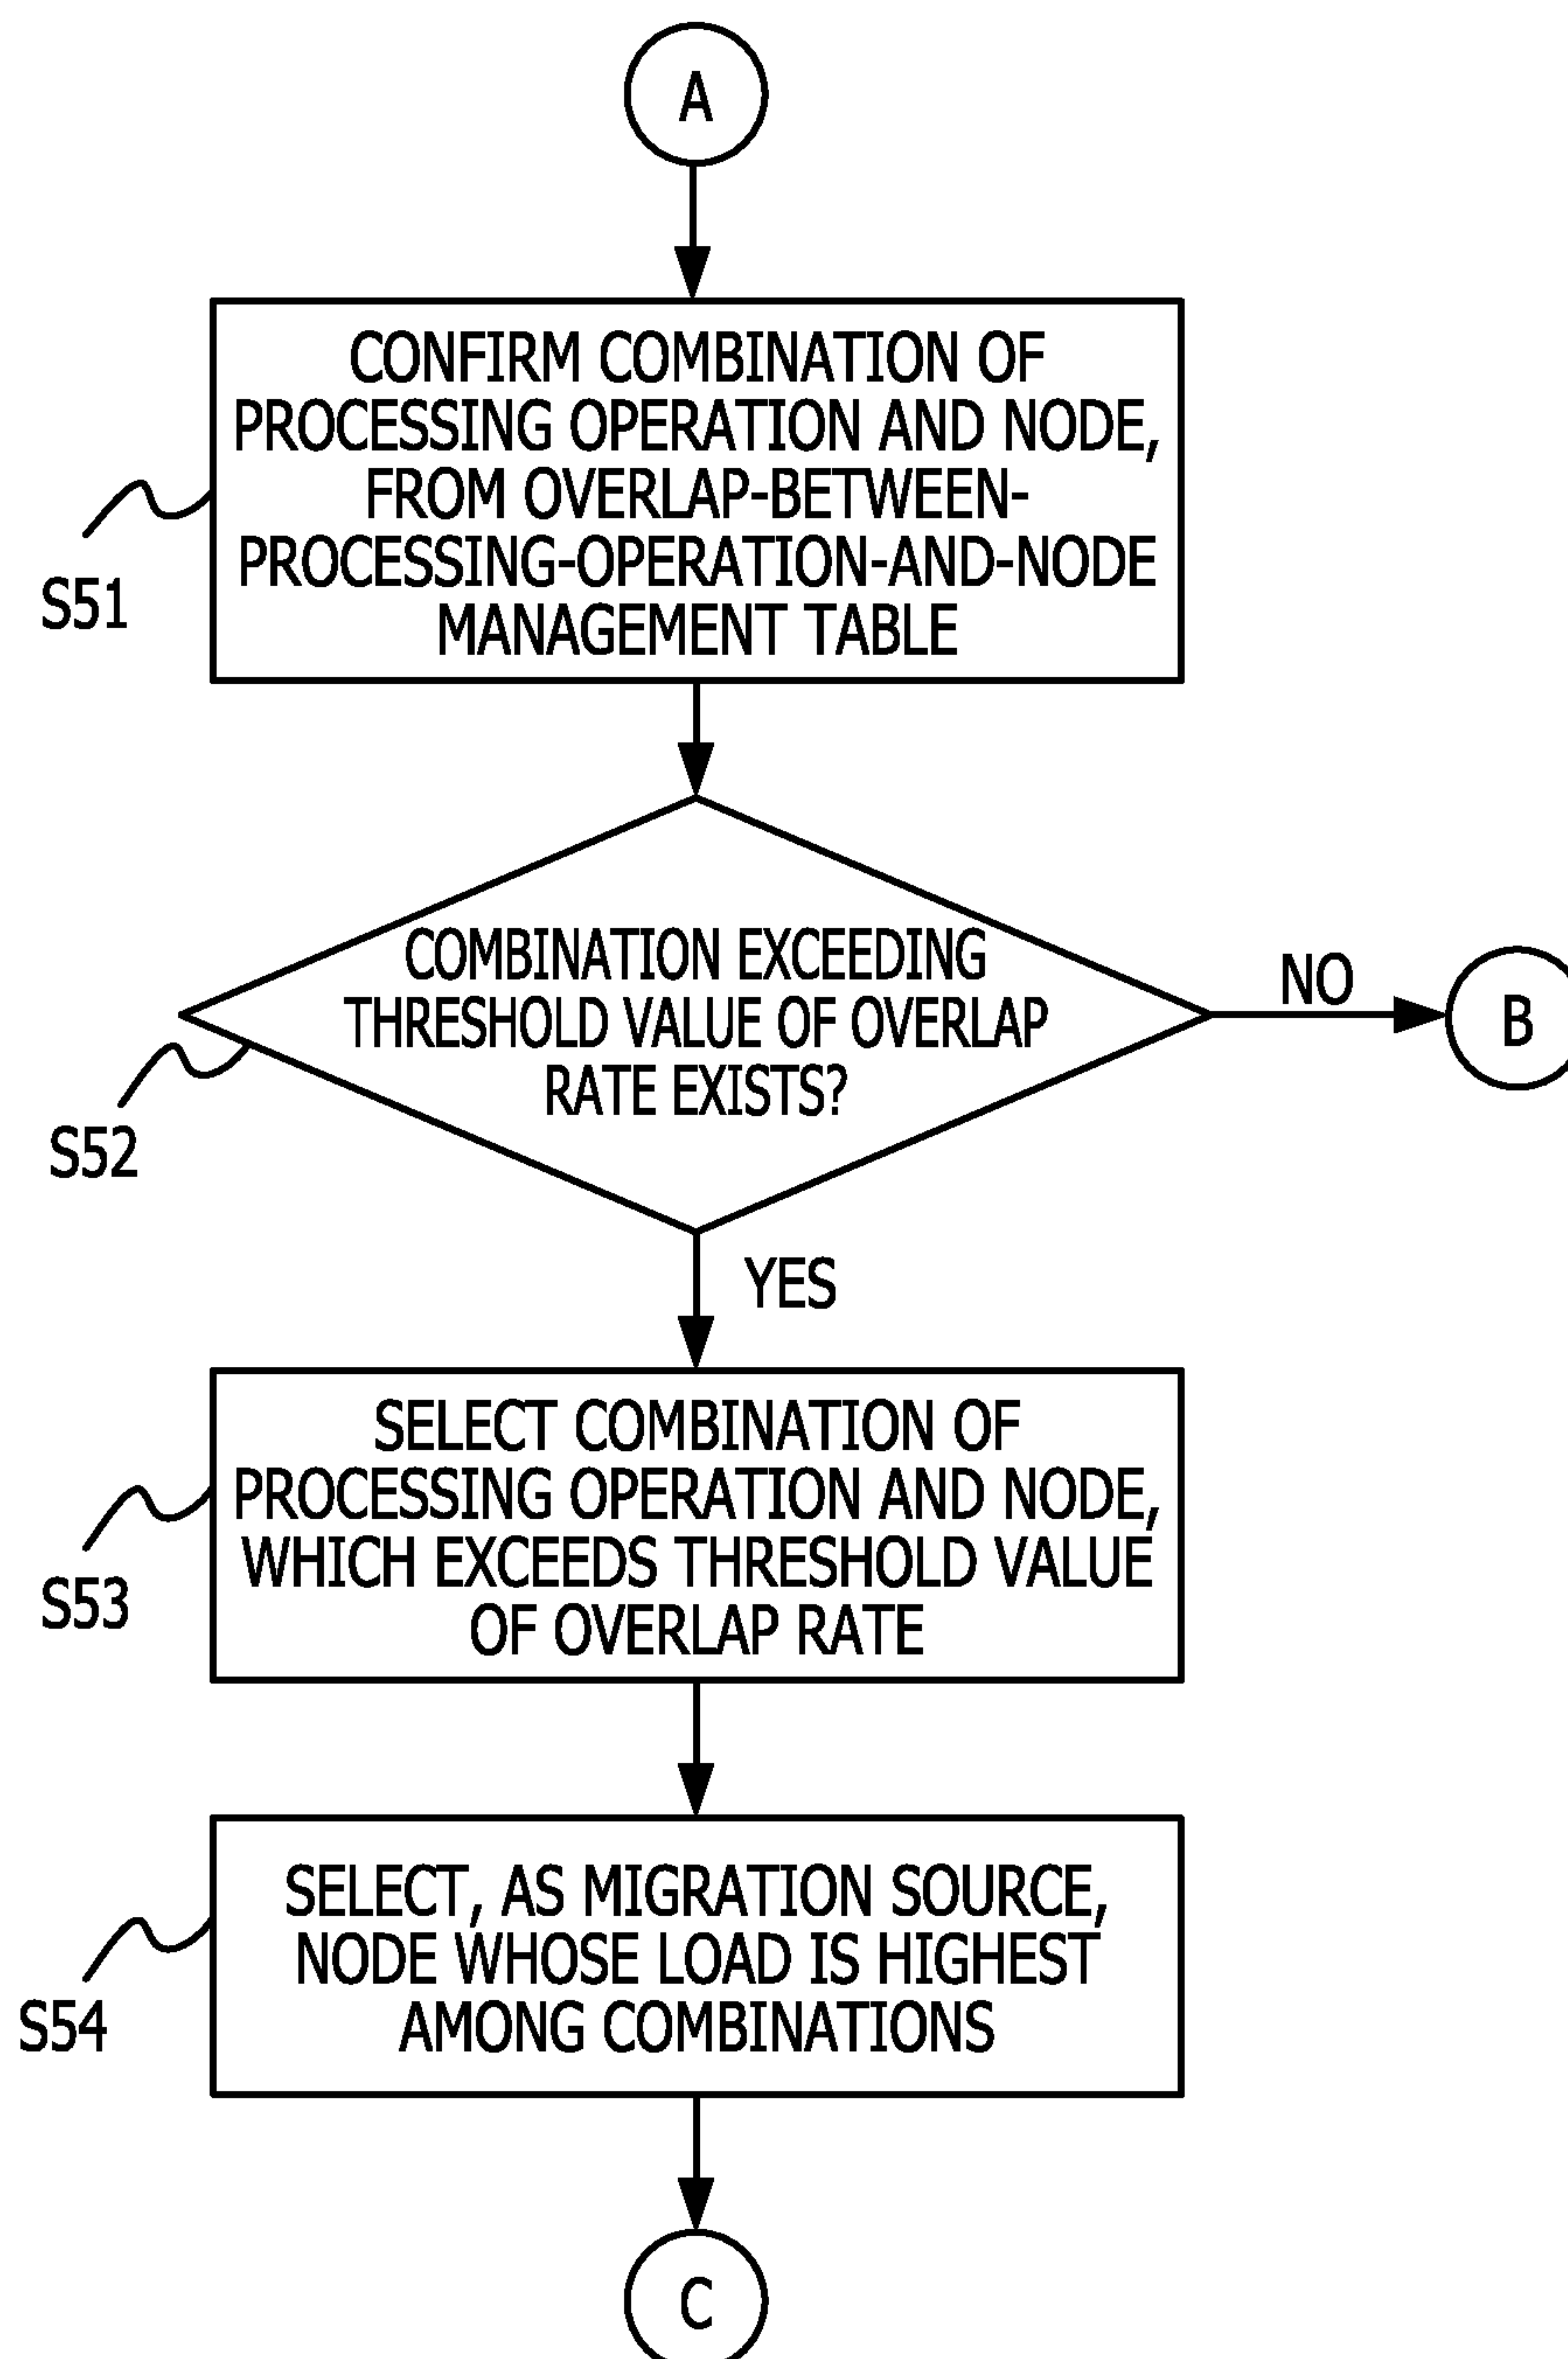 A
CONFIRM COMBINATION OF
PROCESSING OPERATION AND NODE,
FROM OVERLAP-BETWEEN-
PROCESSING-OPERATION-AND-NODE
MANAGEMENT TABLE
S51
COMBINATION EXCEEDING
THRESHOLD VALUE OF OVERLAP
RATE EXISTS?
NO
B
S52
YES
SELECT COMBINATION OF
PROCESSING OPERATION AND NODE,
WHICH EXCEEDS THRESHOLD VALUE
OF OVERLAP RATE
S53
SELECT, AS MIGRATION SOURCE,
NODE WHOSE LOAD IS HIGHEST
AMONG COMBINATIONS
S54
C